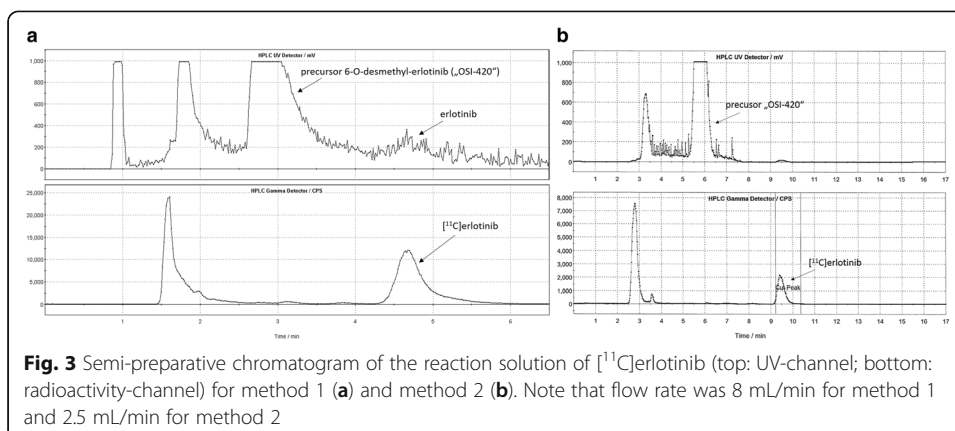 a
HPLC UV Detector / mV
1,000
800
600
400
200
0
precursor 6-O-desmethyl-erlotinib („OSI-420“)
erlotinib
HPLC Gamma Detector / CPS
25,000
20,000
15,000
10,000
5,000
0
[¹¹C]erlotinib
1 2 3 4 5 6
Time / min
b
HPLC UV Detector / mV
1,000
800
600
400
200
0
precusor „OSI-420“
1 2 3 4 5 6 7 8 9 10 11 12 13 14 15 16 17
HPLC Gamma Detector / CPS
8,000
7,000
6,000
5,000
4,000
3,000
2,000
1,000
0
[¹¹C]erlotinib
Cut Peak
1 2 3 4 5 6 7 8 9 10 11 12 13 14 15 16 17
Time / min
Fig. 3 Semi-preparative chromatogram of the reaction solution of [¹¹C]erlotinib (top: UV-channel; bottom:
radioactivity-channel) for method 1 (a) and method 2 (b). Note that flow rate was 8 mL/min for method 1
and 2.5 mL/min for method 2